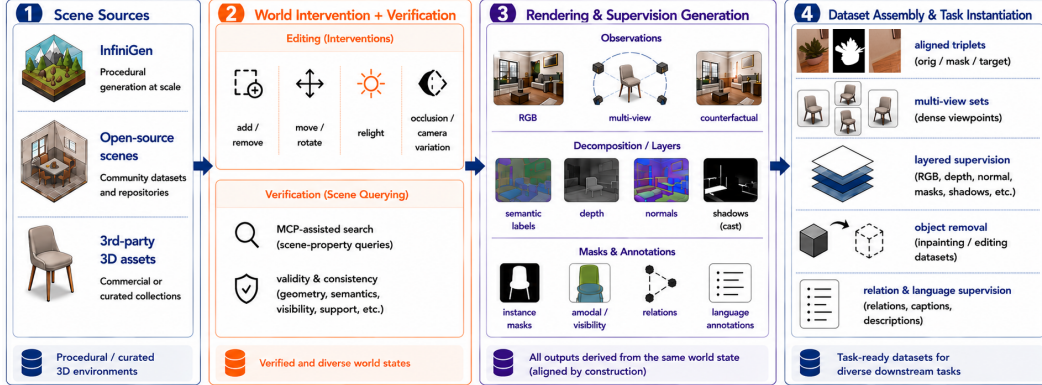 1 Scene Sources
InfiniGen
Procedural
generation at scale
Open-source
scenes
Community datasets
and repositories
3rd-party
3D assets
Commercial or
curated collections
Procedural / curated
3D environments
2 World Intervention + Verification
Editing (Interventions)
add /
remove
move /
rotate
relight
occlusion /
camera
variation
Verification (Scene Querying)
MCP-assisted search
(scene-property queries)
validity & consistency
(geometry, semantics,
visibility, support, etc.)
Verified and diverse world states
3 Rendering & Supervision Generation
Observations
RGB
multi-view
counterfactual
Decomposition / Layers
semantic
labels
depth
normals
shadows
(cast)
Masks & Annotations
instance
masks
amodal /
visibility
relations
language
annotations
All outputs derived from the same world state
(aligned by construction)
4 Dataset Assembly & Task Instantiation
aligned triplets
(orig / mask / target)
multi-view sets
(dense viewpoints)
layered supervision
(RGB, depth, normal,
masks, shadows, etc.)
object removal
(inpainting / editing
datasets)
relation & language supervision
(relations, captions,
descriptions)
Task-ready datasets for
diverse downstream tasks